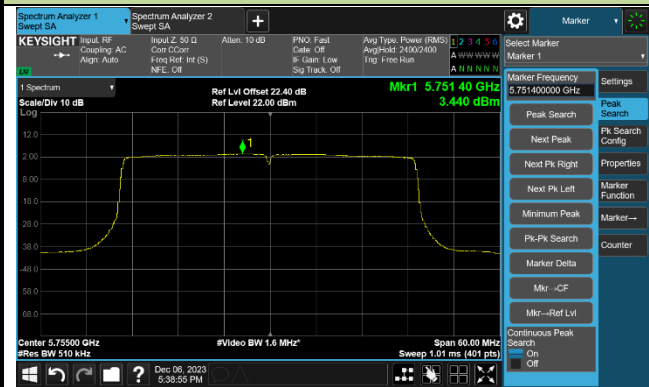 Spectrum Analyzer 1
Swept SA
Spectrum Analyzer 2
Swept SA
+
Marker
KEYSIGHT
Input: RF
Coupling: AC
Align: Auto
Input Z: 50 Ω
Corr CCorr
Freq Ref: Int (S)
NFE: Off
Atten: 10 dB
PNO: Fast
Gate: Off
IF Gain: Low
Sig Track: Off
Avg Type: Power (RMS)
Avg|Hold: 2400/2400
Trig: Free Run
1 2 3 4 5 6
A W W W W W
A N N N N N
Select Marker
Marker 1
Marker Frequency
5.751400000 GHz
Settings
Peak Search
Next Peak
Next Pk Right
Next Pk Left
Minimum Peak
Pk-Pk Search
Marker Delta
Mkr→CF
Mkr→Ref Lvl
Continuous Peak
Search
On
Off
Peak
Search
Pk Search
Config
Properties
Marker
Function
Marker→
Counter
1 Spectrum
Scale/Div 10 dB
Log
Ref Lvl Offset 22.40 dB
Ref Level 22.00 dBm
Mkr1 5.751 40 GHz
3.440 dBm
1
12.0
2.00
-8.00
-18.0
-28.0
-38.0
-48.0
-58.0
-68.0
Center 5.75500 GHz
#Res BW 510 kHz
#Video BW 1.6 MHz*
Span 60.00 MHz
Sweep 1.01 ms (401 pts)
?
Dec 06, 2023
5:38:55 PM